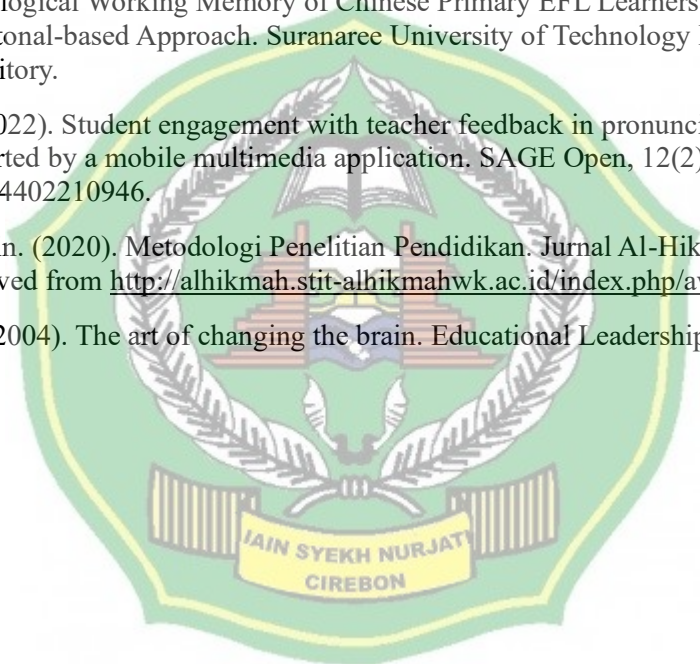 ological Working Memory of Chinese Primary EFL Learners
tonal-based Approach. Suranaree University of Technology
itory.
022). Student engagement with teacher feedback in pronunc
rted by a mobile multimedia application. SAGE Open, 12(2)
4402210946.
n. (2020). Metodologi Penelitian Pendidikan. Jurnal Al-Hik
ved from http://alhikmah.stit-alhikmahwk.ac.id/index.php/av
2004). The art of changing the brain. Educational Leadership
IAIN SYEKH NURJATI
CIREBON